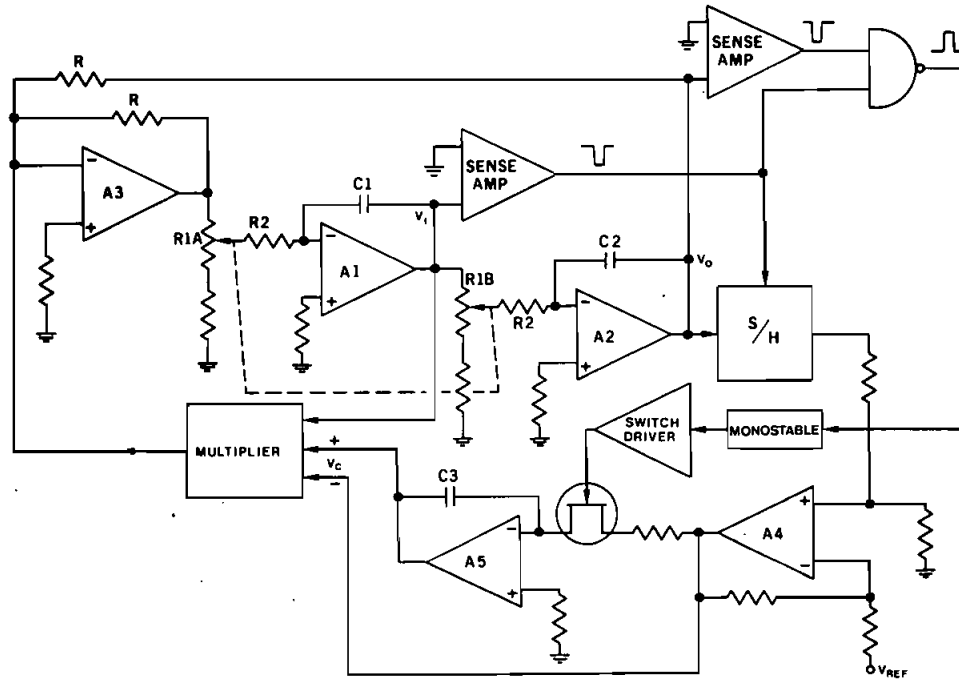 SENSE
AMP
R
R
SENSE
AMP
C1
A3
-
+
V1
R1A
R2
-
A1
+
C2
V0
R1B
R2
-
A2
+
S/H
MULTIPLIER
+
VC
-
SWITCH
DRIVER
MONOSTABLE
C3
-
A5
+
+
A4
-
VREF